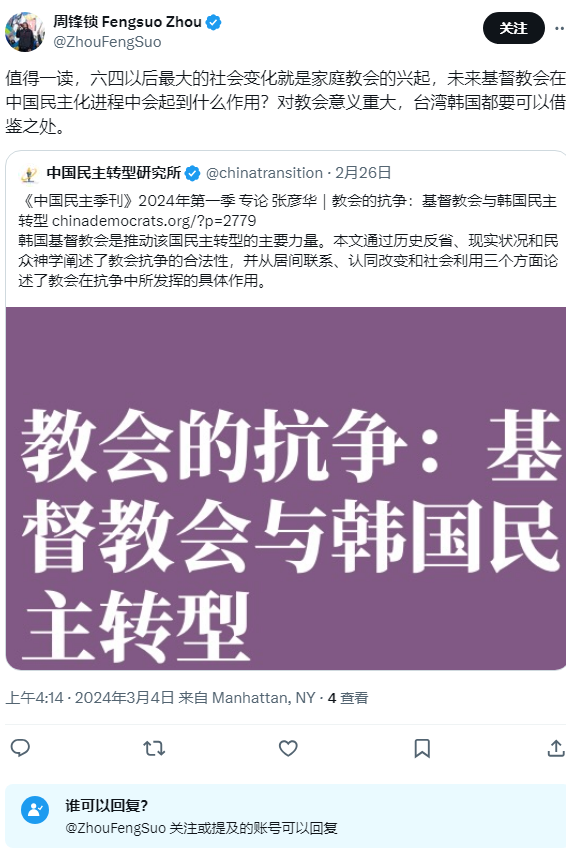 周锋锁 Fengsuo Zhou
@ZhouFengSuo
关注
值得一读，六四以后最大的社会变化就是家庭教会的兴起，未来基督教会在
中国民主化进程中会起到什么作用？对教会意义重大，台湾韩国都要可以借
鉴之处。
中国民主转型研究所 @chinatransition · 2月26日
《中国民主季刊》2024年第一季 专论 张彦华｜教会的抗争：基督教会与韩国民主
转型 chinademocrats.org/?p=2779
韩国基督教会是推动该国民主转型的主要力量。本文通过历史反省、现实状况和民
众神学阐述了教会抗争的合法性，并从居间联系、认同改变和社会利用三个方面论
述了教会在抗争中所发挥的具体作用。
教会的抗争：基
督教会与韩国民
主转型
上午4:14 · 2024年3月4日 来自 Manhattan, NY · 4 查看
谁可以回复？
@ZhouFengSuo 关注或提及的账号可以回复